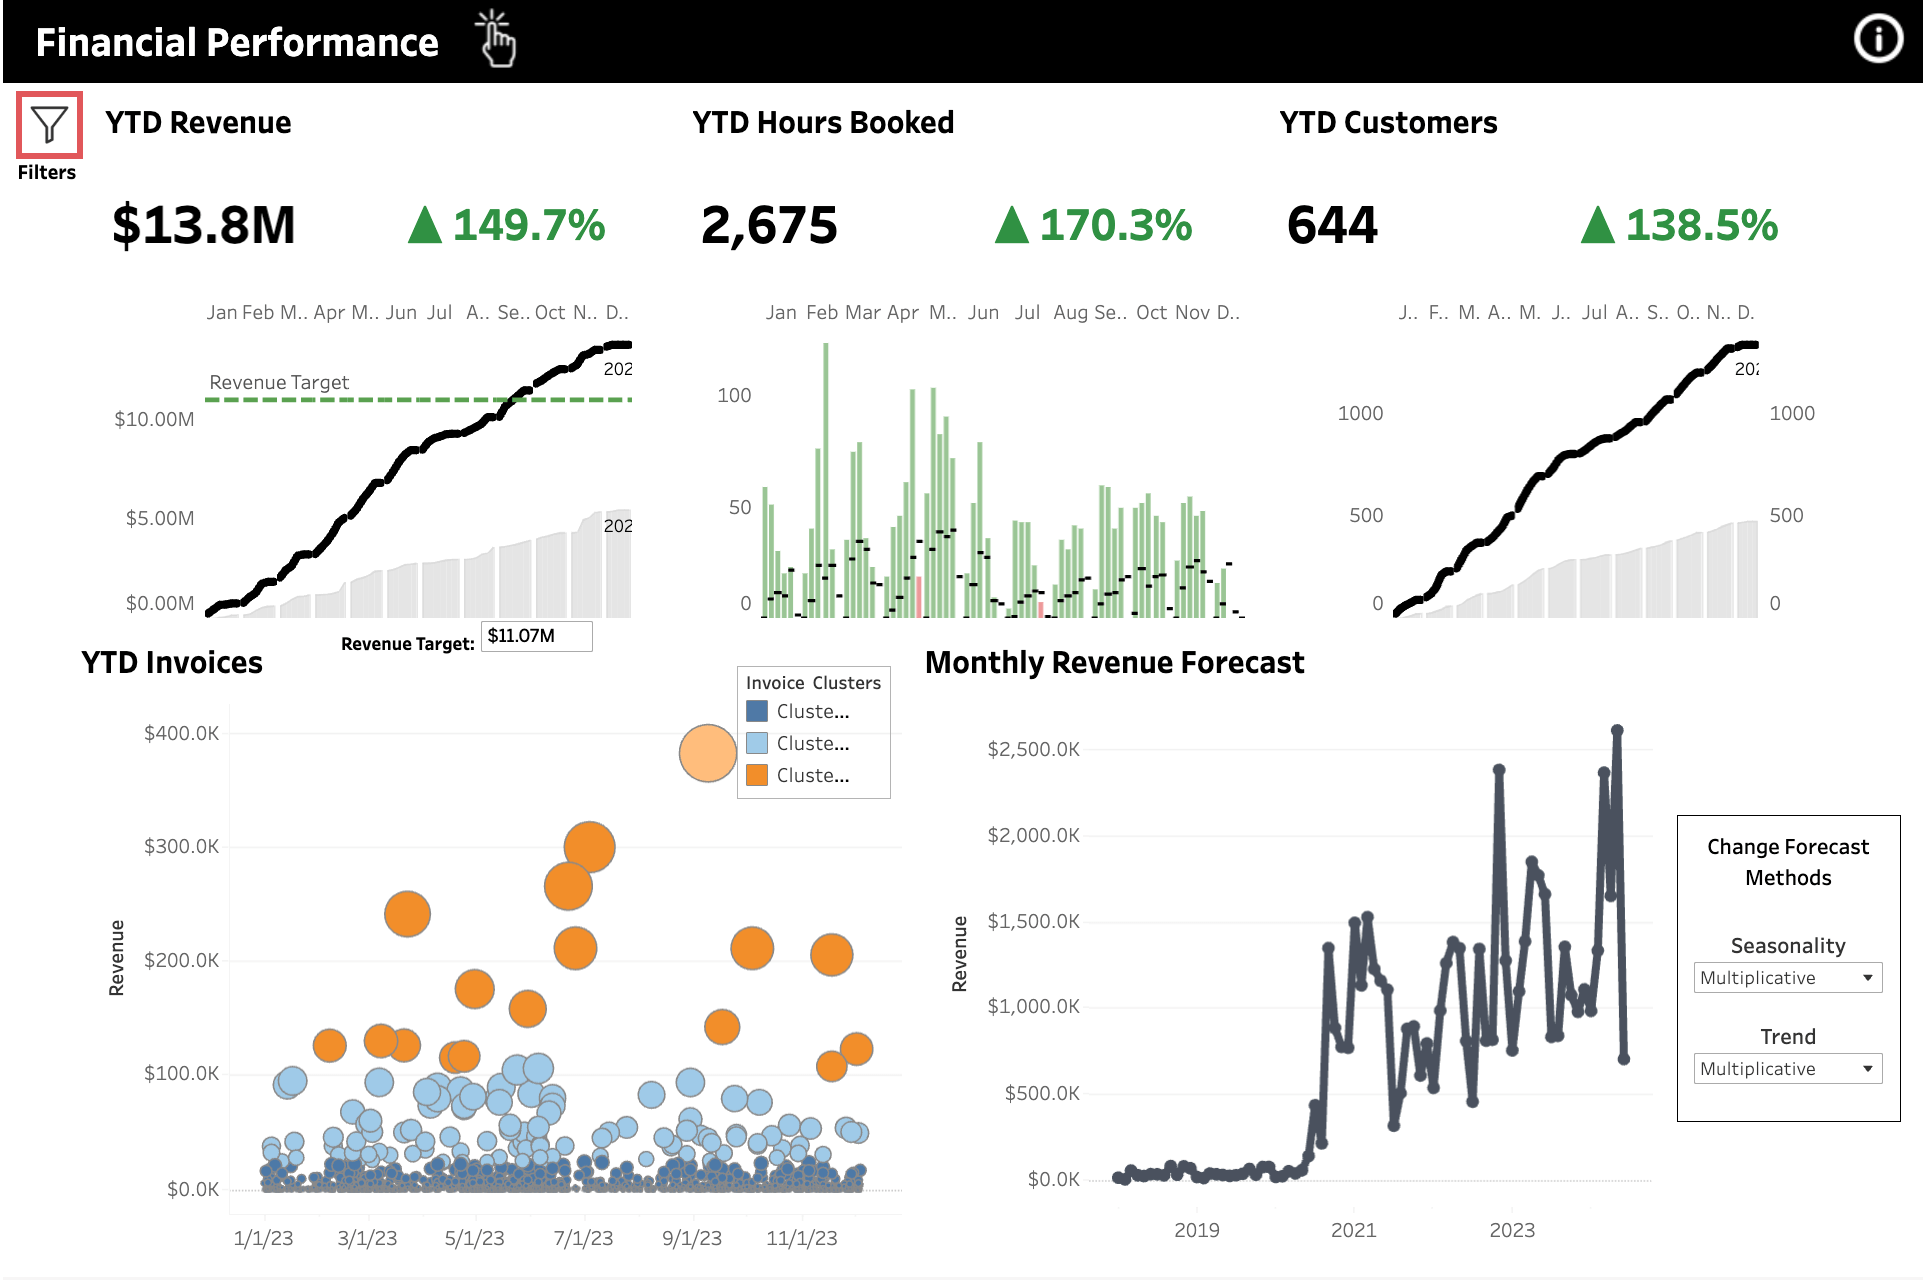 Financial Performance
Filters
YTD Revenue
$13.8M
149.7%
Jan Feb M.. Apr M.. Jun Jul A.. Se.. Oct N.. D..
Revenue Target
$10.00M
$5.00M
$0.00M
202
202
Revenue Target: $11.07M
YTD Hours Booked
2,675
170.3%
Jan Feb Mar Apr M.. Jun Jul Aug Se.. Oct Nov D..
100
50
0
YTD Customers
644
138.5%
J.. F.. M. A.. M. J.. Jul A.. S.. O.. N.. D.
1000
500
0
202
1000
500
0
YTD Invoices
Invoice Clusters
Cluste...
Cluste...
Cluste...
Revenue
$400.0K
$300.0K
$200.0K
$100.0K
$0.0K
1/1/23 3/1/23 5/1/23 7/1/23 9/1/23 11/1/23
Monthly Revenue Forecast
Revenue
$2,500.0K
$2,000.0K
$1,500.0K
$1,000.0K
$500.0K
$0.0K
2019 2021 2023
Change Forecast
Methods
Seasonality
Multiplicative
Trend
Multiplicative